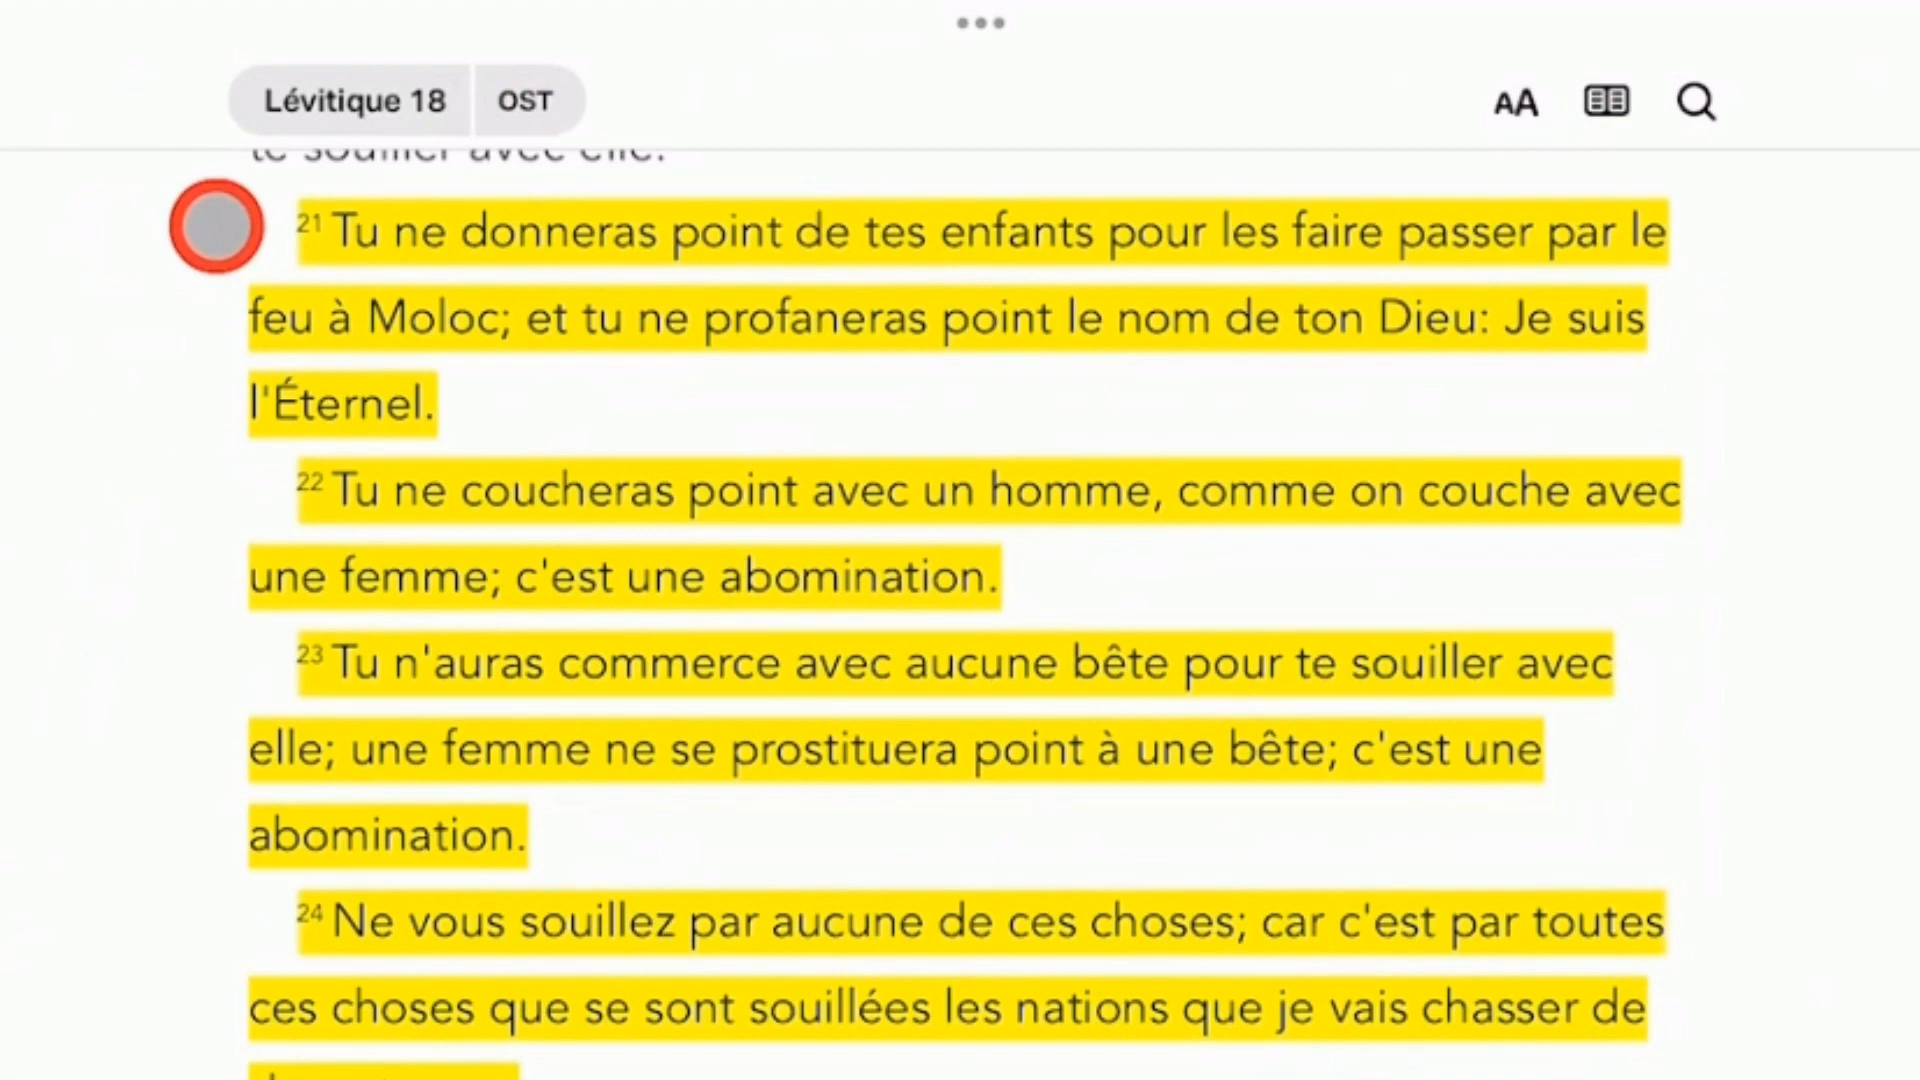 Lévitique 18 OST AA
te souiller avec elle.
21 Tu ne donneras point de tes enfants pour les faire passer par le
feu à Moloc; et tu ne profaneras point le nom de ton Dieu: Je suis
l'Éternel.
22 Tu ne coucheras point avec un homme, comme on couche avec
une femme; c'est une abomination.
23 Tu n'auras commerce avec aucune bête pour te souiller avec
elle; une femme ne se prostituera point à une bête; c'est une
abomination.
24 Ne vous souillez par aucune de ces choses; car c'est par toutes
ces choses que se sont souillées les nations que je vais chasser de